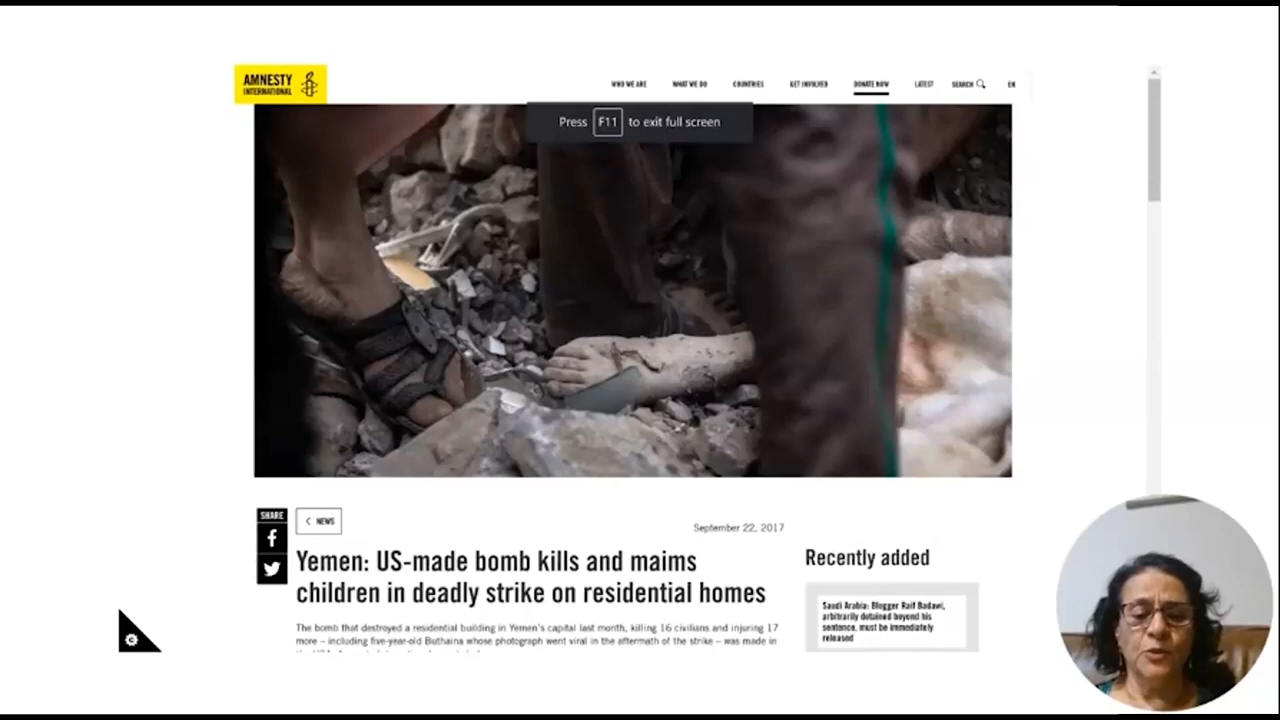 AMNESTY
INTERNATIONAL
WHO WE ARE
WHAT WE DO
COUNTRIES
GET INVOLVED
DONATE NOW
LATEST
SEARCH
EN
Press F11 to exit full screen
SHARE
NEWS
September 22, 2017
Yemen: US-made bomb kills and maims
children in deadly strike on residential homes
The bomb that destroyed a residential building in Yemen's capital last month, killing 16 civilians and injuring 17
more – including five-year-old Buthaina whose photograph went viral in the aftermath of the strike – was made in
Recently added
Saudi Arabia: Blogger Raif Badawi,
arbitrarily detained beyond his
sentence, must be immediately
released